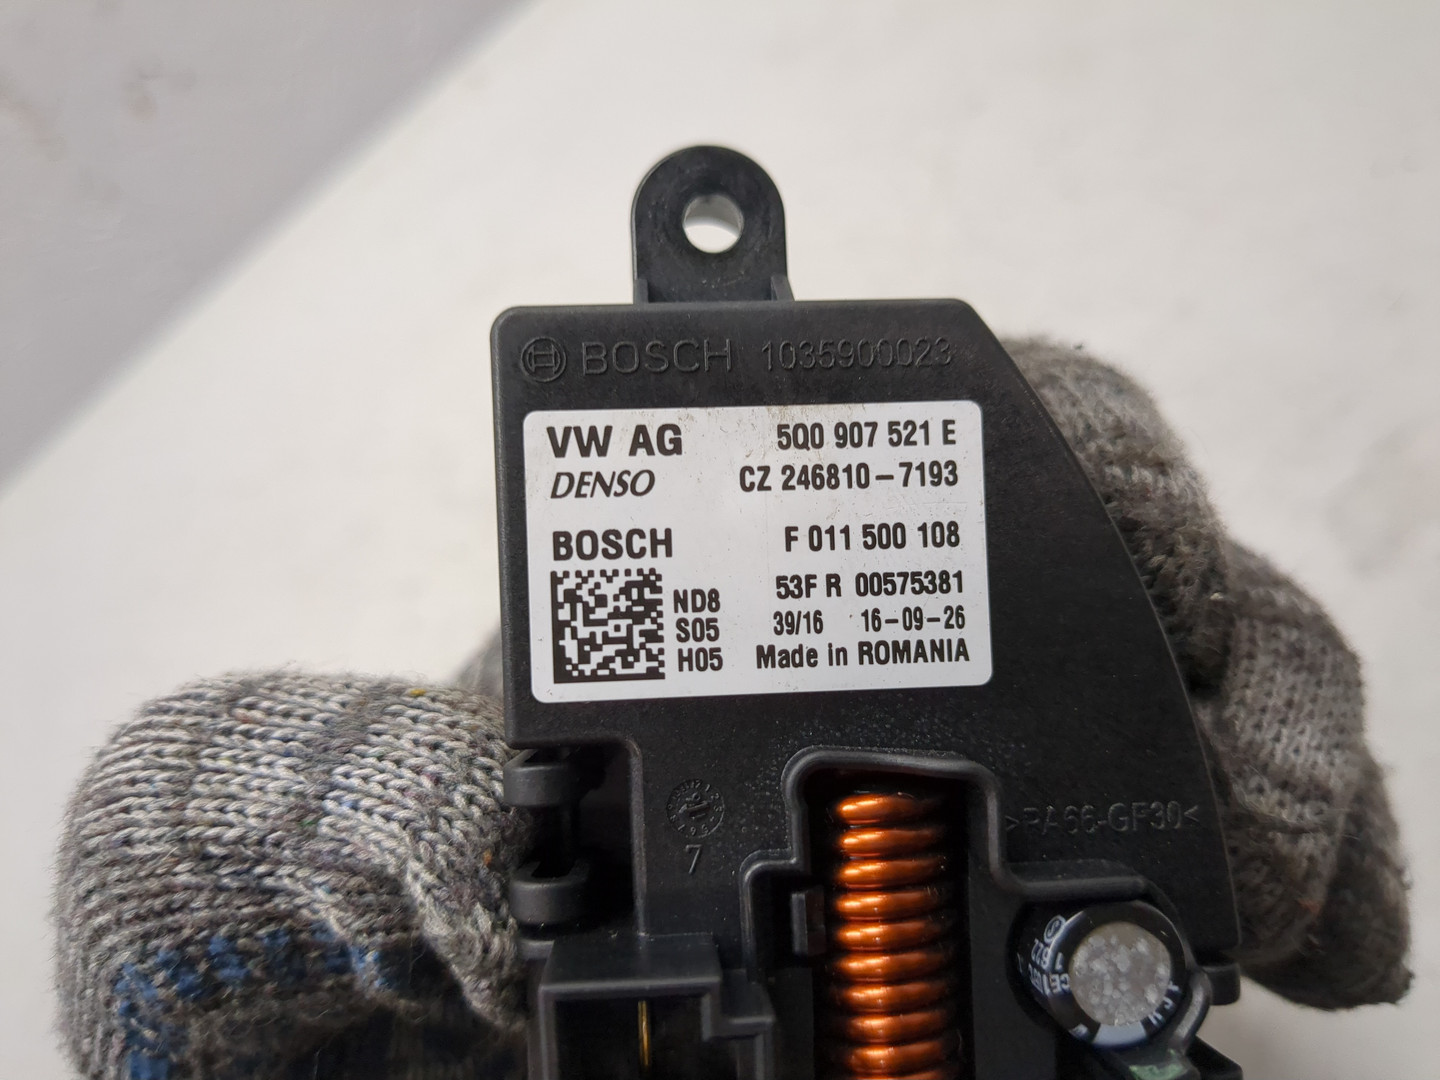 BOSCH 1035900023
VW AG 5Q0 907 521 E
DENSO CZ 246810-7193
BOSCH F 011 500 108
53F R 00575381
ND8
S05 39/16 16-09-26
H05 Made in ROMANIA
7
>PA66-GF30<